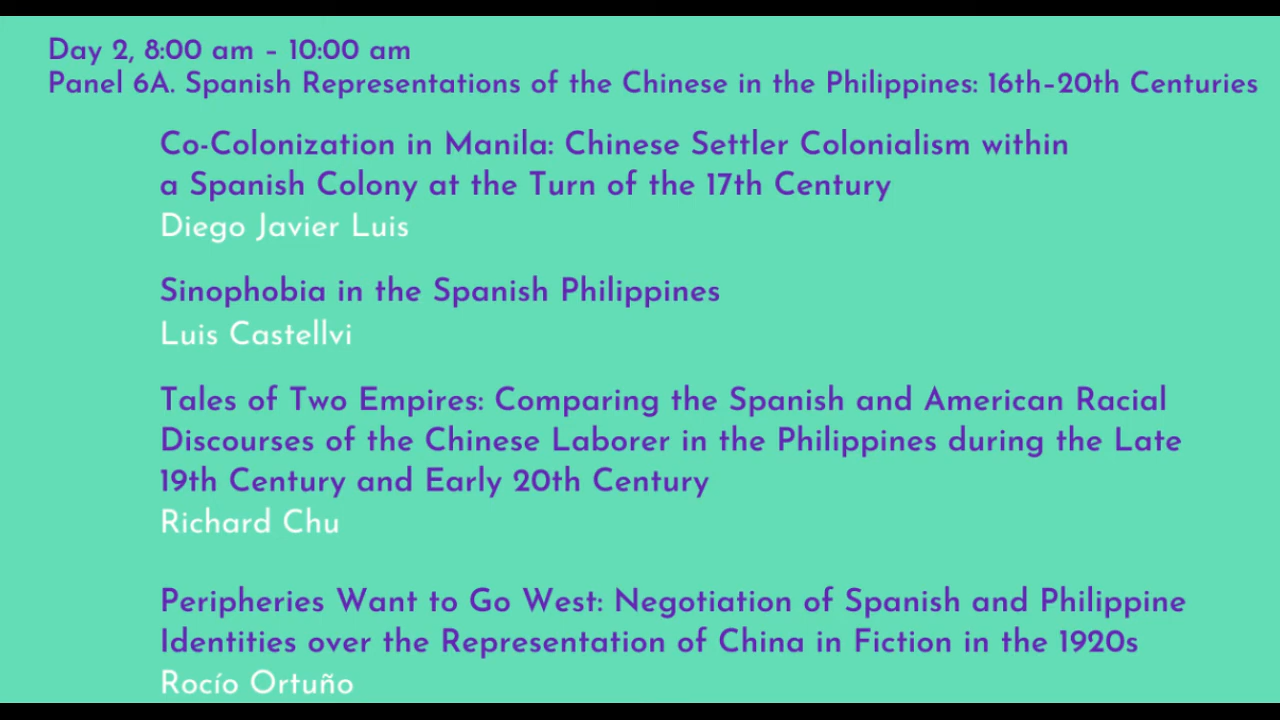 Day 2, 8:00 am – 10:00 am
Panel 6A. Spanish Representations of the Chinese in the Philippines: 16th–20th Centuries
Co-Colonization in Manila: Chinese Settler Colonialism within
a Spanish Colony at the Turn of the 17th Century
Diego Javier Luis
Sinophobia in the Spanish Philippines
Luis Castellvi
Tales of Two Empires: Comparing the Spanish and American Racial
Discourses of the Chinese Laborer in the Philippines during the Late
19th Century and Early 20th Century
Richard Chu
Peripheries Want to Go West: Negotiation of Spanish and Philippine
Identities over the Representation of China in Fiction in the 1920s
Rocío Ortuño